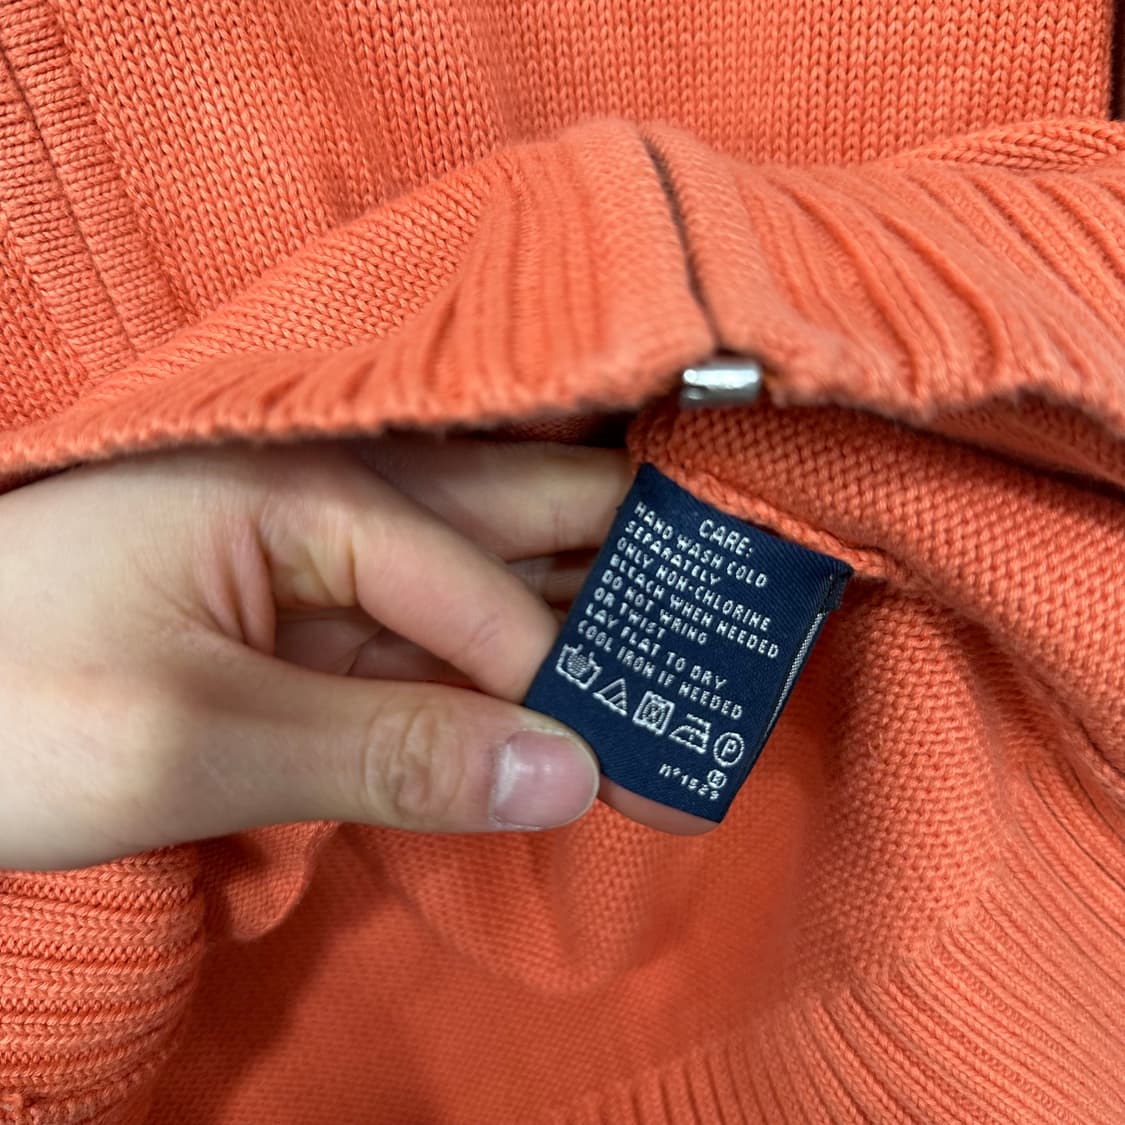 CARE:
HAND WASH COLD
SEPARATELY
ONLY NON-CHLORINE
BLEACH WHEN NEEDED
DO NOT WRING
OR TWIST
LAY FLAT TO DRY
COOL IRON IF NEEDED
P
K
n°1529